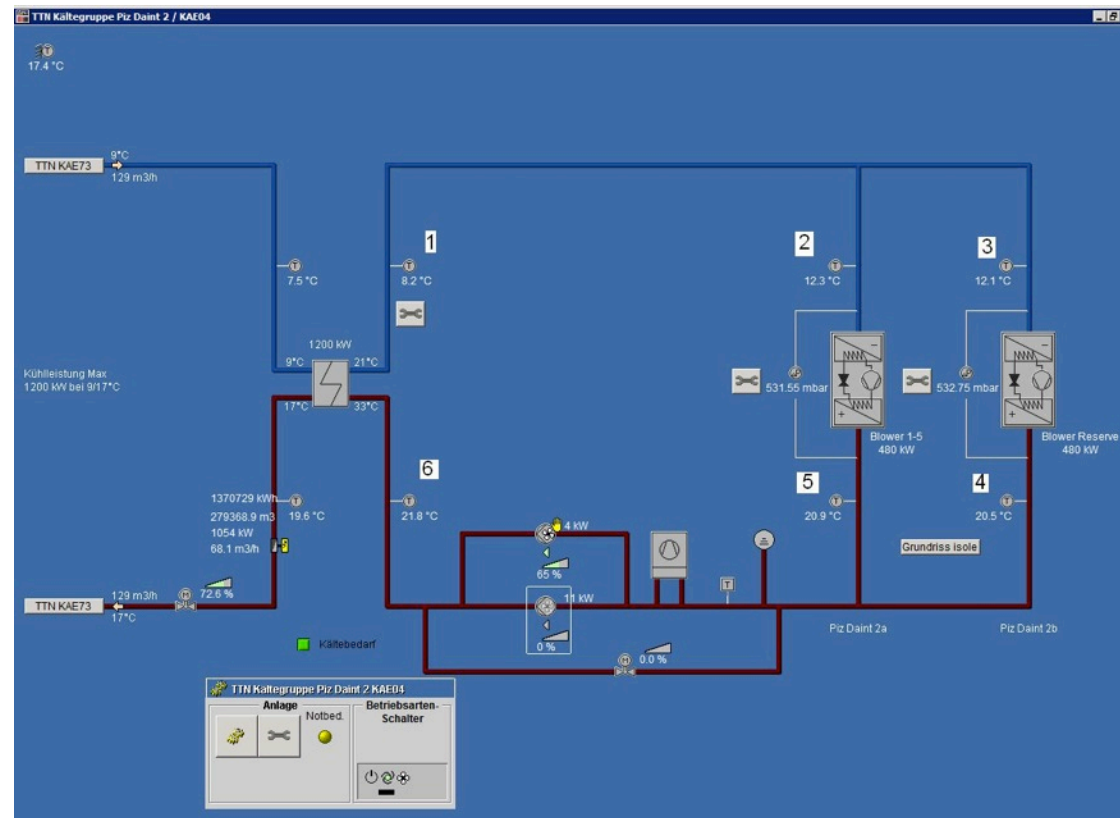 TTN Kältegruppe Piz Daint 2 / KAE04
T
17.4 °C
TTN KAE73
9°C
129 m3/h
1
2
3
T
7.5 °C
T
8.2 °C
T
12.3 °C
T
12.1 °C
1200 kW
9°C
21°C
17°C
33°C
Kühlleistung Max
1200 kW bei 9/17°C
531.55 mbar
532.75 mbar
Blower 1-5
480 kW
Blower Reserve
480 kW
6
5
4
1370729 kWh
279368.9 m3
1054 kW
68.1 m3/h
T
19.6 °C
T
21.8 °C
T
20.9 °C
T
20.5 °C
4 kW
65 %
Grundriss isole
TTN KAE73
129 m3/h
17°C
M
72.6 %
11 kW
0 %
T
M
0.0 %
Piz Daint 2a
Piz Daint 2b
Kältebedarf
TTN Kältegruppe Piz Daint 2 KAE04
Anlage
Notbed.
Betriebsarten-
Schalter